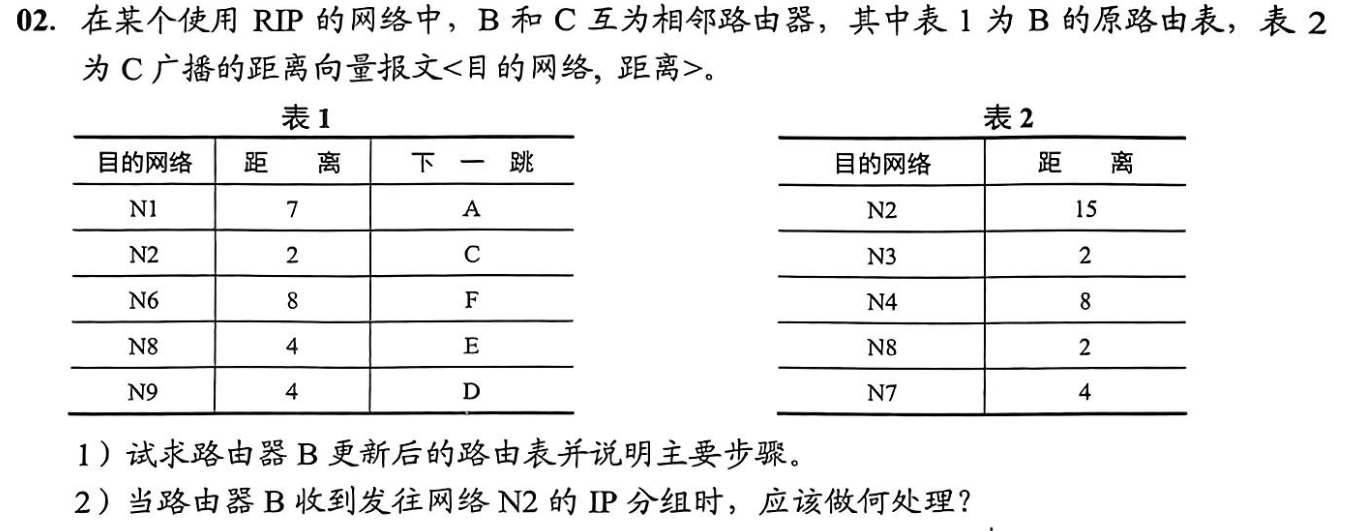 02. 在某个使用 RIP 的网络中，B 和 C 互为相邻路由器，其中表 1 为 B 的原路由表，表 2
为 C 广播的距离向量报文<目的网络, 距离>。
表 1
目的网络 距 离 下 一 跳
N1 7 A
N2 2 C
N6 8 F
N8 4 E
N9 4 D
表 2
目的网络 距 离
N2 15
N3 2
N4 8
N8 2
N7 4
1）试求路由器 B 更新后的路由表并说明主要步骤。
2）当路由器 B 收到发往网络 N2 的 IP 分组时，应该做何处理？